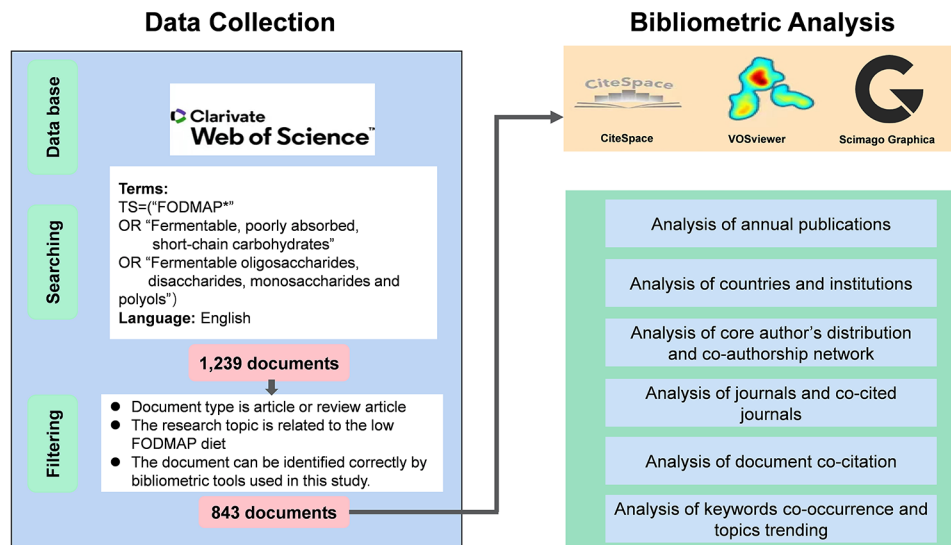 Data Collection
Data base
Clarivate
Web of Science™
Searching
Terms:
TS=(“FODMAP*”
OR “Fermentable, poorly absorbed,
short-chain carbohydrates”
OR “Fermentable oligosaccharides,
disaccharides, monosaccharides and
polyols”)
Language: English
1,239 documents
Filtering
● Document type is article or review article
● The research topic is related to the low
FODMAP diet
● The document can be identified correctly by
bibliometric tools used in this study.
843 documents
Bibliometric Analysis
CiteSpace
CiteSpace
VOSviewer
Scimago Graphica
Analysis of annual publications
Analysis of countries and institutions
Analysis of core author's distribution
and co-authorship network
Analysis of journals and co-cited
journals
Analysis of document co-citation
Analysis of keywords co-occurrence and
topics trending